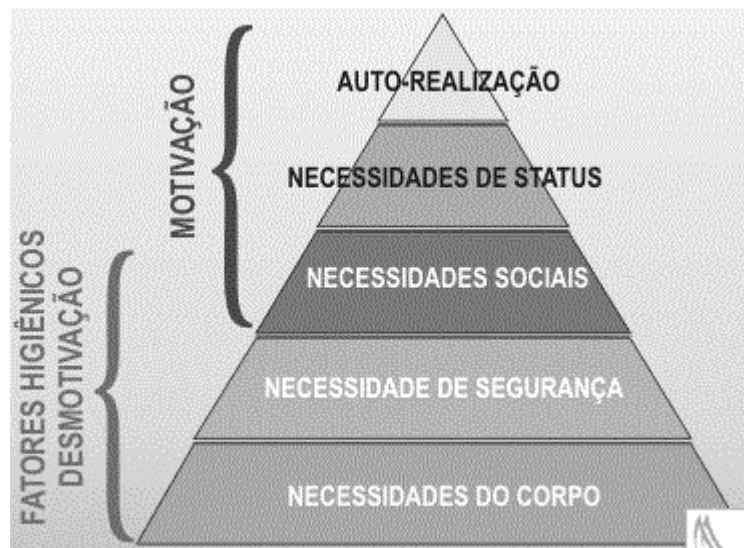 AUTO-REALIZAÇÃO
NECESSIDADES DE STATUS
NECESSIDADES SOCIAIS
NECESSIDADE DE SEGURANÇA
NECESSIDADES DO CORPO
MOTIVAÇÃO
FATORES HIGIÊNICOS
DESMOTIVAÇÃO